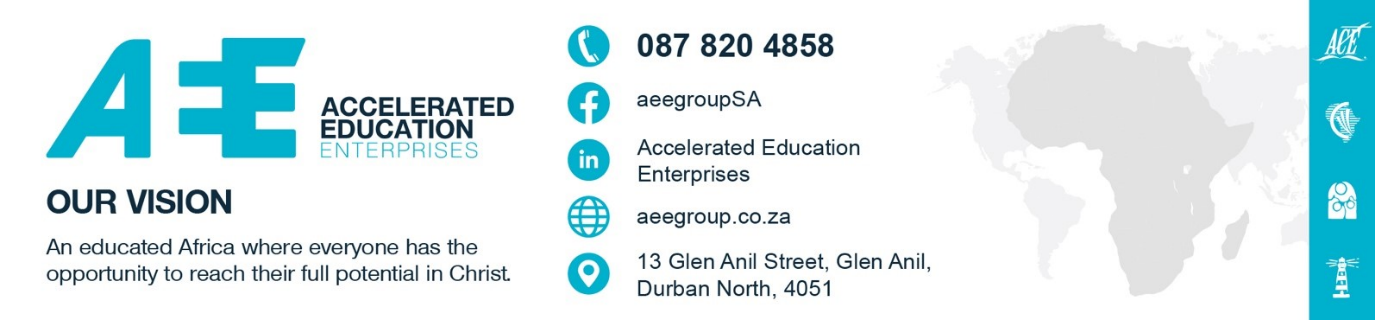 AEE
ACCELERATED
EDUCATION
ENTERPRISES
OUR VISION
An educated Africa where everyone has the
opportunity to reach their full potential in Christ.
087 820 4858
aeegroupSA
in
Accelerated Education
Enterprises
aeegroup.co.za
13 Glen Anil Street, Glen Anil,
Durban North, 4051
ACE